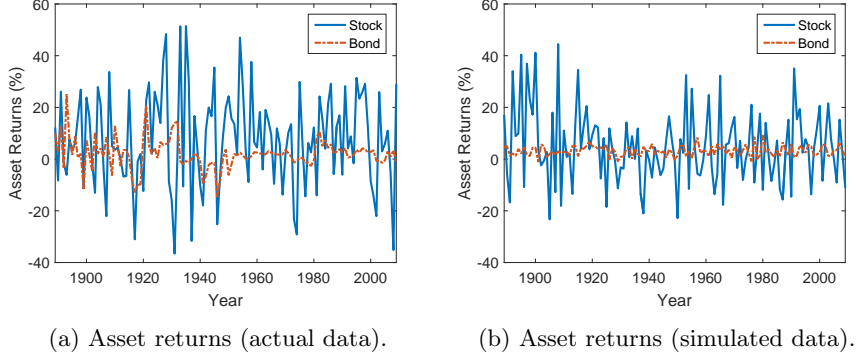 60
40
20
0
-20
-40
Asset Returns (%)
1900 1920 1940 1960 1980 2000
Year
Stock
Bond
(a) Asset returns (actual data).
60
40
20
0
-20
-40
Asset Returns (%)
1900 1920 1940 1960 1980 2000
Year
Stock
Bond
(b) Asset returns (simulated data).